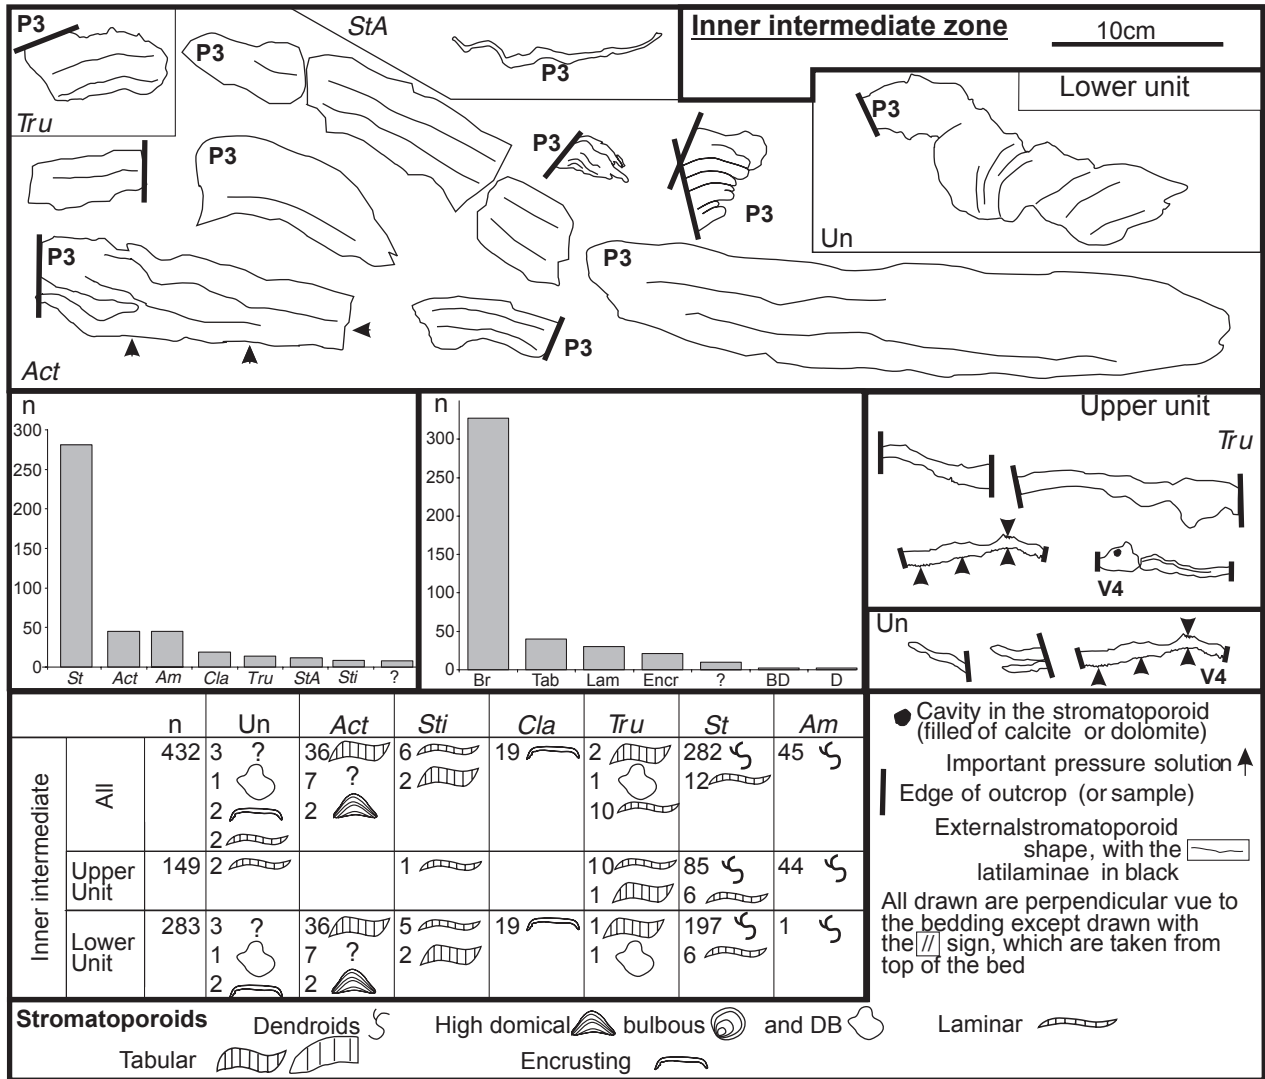 P3
StA
Inner intermediate zone
10cm
P3
P3
Lower unit
P3
Tru
P3
P3
P3
Un
P3
P3
P3
Act
n
300
250
200
150
100
50
0
St Act Am Cla Tru StA Sti ?
n
300
250
200
150
100
50
0
Br Tab Lam Encr ? BD D
Upper unit
Tru
V4
Un
V4
n Un Act Sti Cla Tru St Am
Inner intermediate
All
432 3 ? 36 6 19 2 282 45
1 7 ? 2 1 12
2 2 10
2
Upper
Unit
149 2 1 10 85 44
1 6
Lower
Unit
283 3 ? 36 5 19 1 197 1
1 7 ? 2 1 6
2 2
Cavity in the stromatoporoid
(filled of calcite or dolomite)
Important pressure solution
Edge of outcrop (or sample)
Externalstromatoporoid
shape, with the
latilaminae in black
All drawn are perpendicular vue to
the bedding except drawn with
the // sign, which are taken from
top of the bed
Stromatoporoids Dendroids High domical bulbous and DB Laminar
Tabular Encrusting